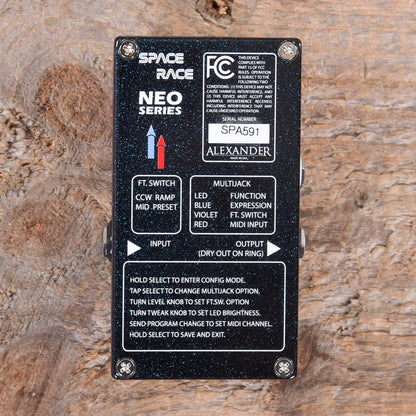 SPACE
RACE
NEO
SERIES
FC
THIS DEVICE
COMPLIES WITH
PART 15 OF FCC
RULES. OPERATION
IS SUBJECT TO THE
FOLLOWING TWO
CONDITIONS: (1) THIS DEVICE MAY NOT
CAUSE HARMFUL INTERFERENCE, AND
(2) THIS DEVICE MUST ACCEPT ANY
HARMFUL INTERFERENCE RECEIVED,
INCLUDING INTERFERENCE THAT MAY
CAUSE UNDESIRED OPERATION.
SERIAL NUMBER
SPA591
ALEXANDER
MADE IN USA
FT. SWITCH
CCW RAMP
MID PRESET
MULTIJACK
LED FUNCTION
BLUE EXPRESSION
VIOLET FT. SWITCH
RED MIDI INPUT
INPUT
OUTPUT
(DRY OUT ON RING)
HOLD SELECT TO ENTER CONFIG MODE.
TAP SELECT TO CHANGE MULTIJACK OPTION.
TURN LEVEL KNOB TO SET FT.SW. OPTION
TURN TWEAK KNOB TO SET LED BRIGHTNESS.
SEND PROGRAM CHANGE TO SET MIDI CHANNEL.
HOLD SELECT TO SAVE AND EXIT.